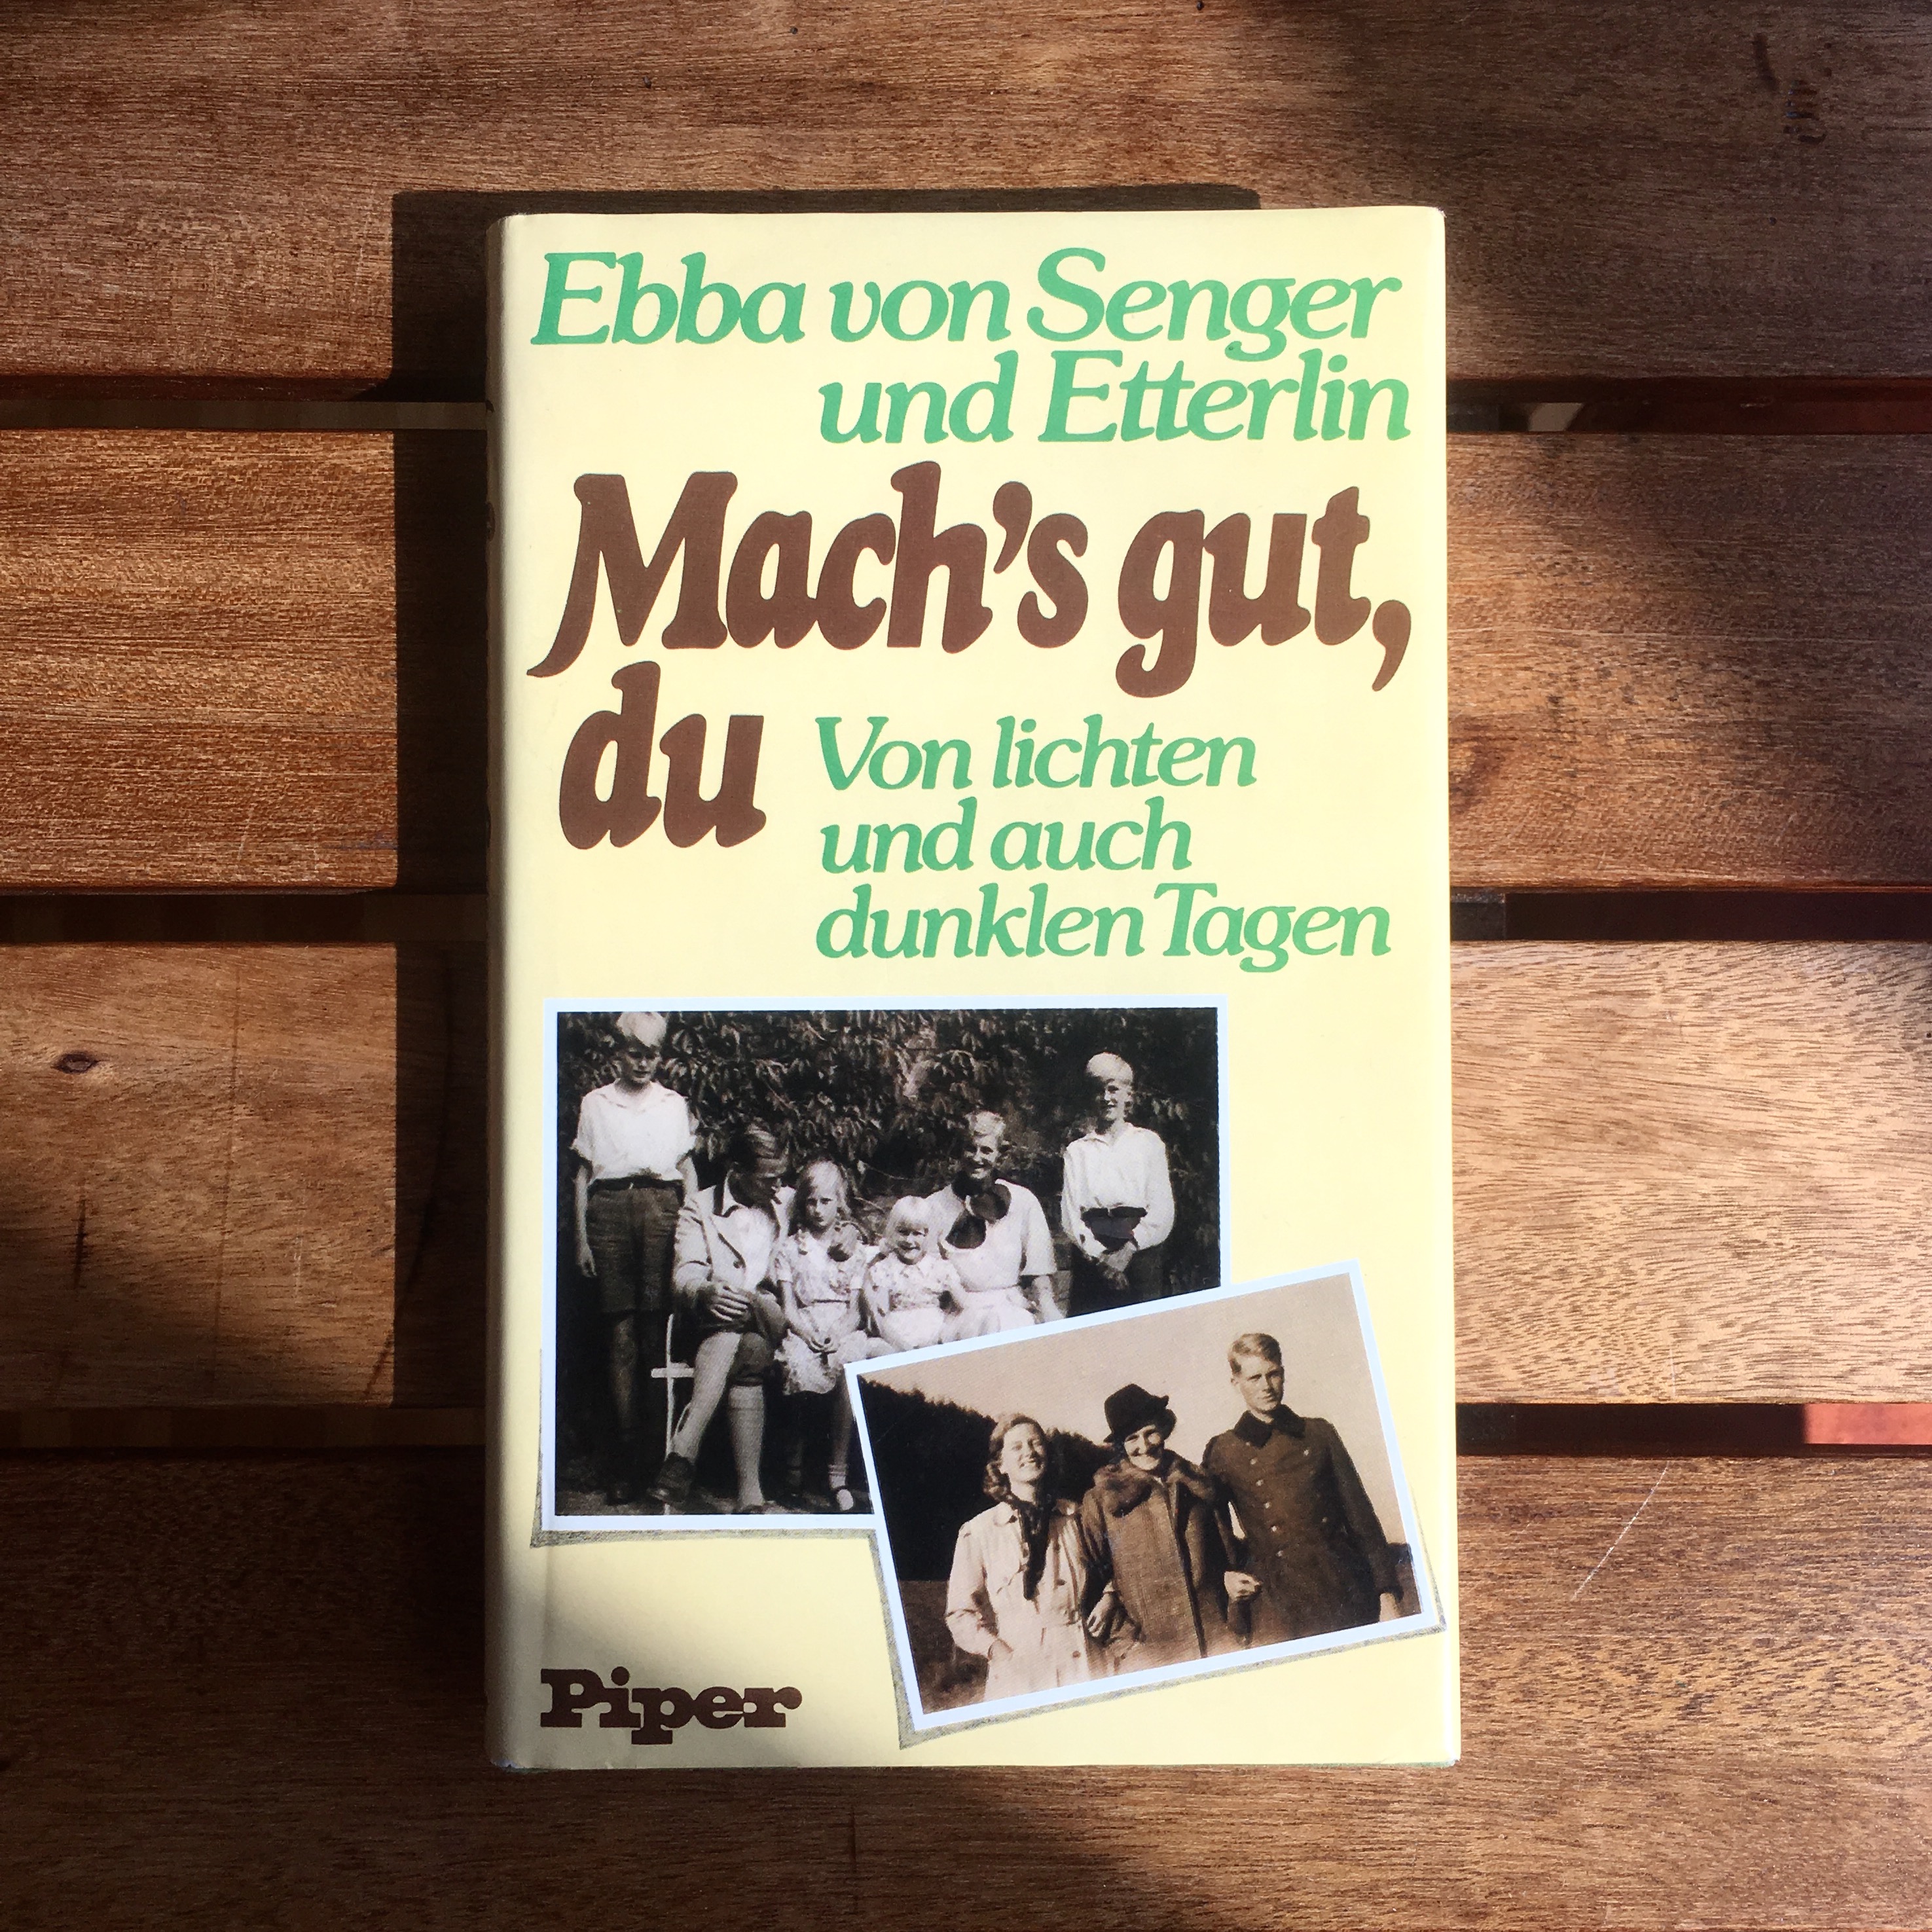 Ebba von Senger
und Etterlin
Mach's gut,
du
Von lichten
und auch
dunklen Tagen
Piper